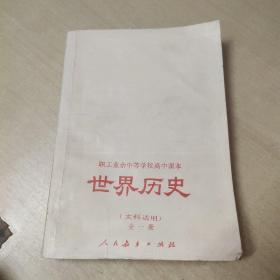 职工业余中等学校高中课本
世界历史
（文科适用）
全一册
人民教育出版社